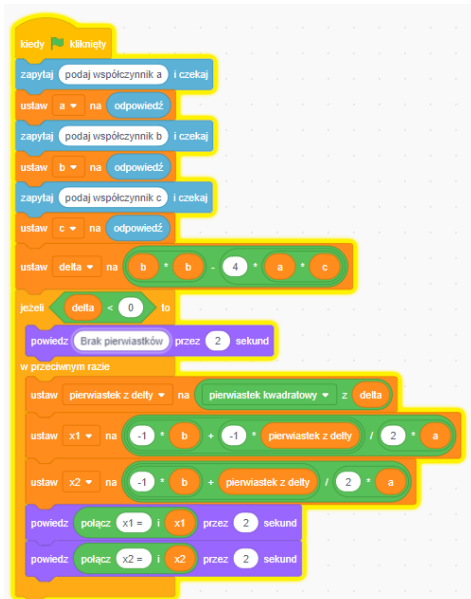 kiedy kliknięty
zapytaj podaj współczynnik a i czekaj
ustaw a na odpowiedź
zapytaj podaj współczynnik b i czekaj
ustaw b na odpowiedź
zapytaj podaj współczynnik c i czekaj
ustaw c na odpowiedź
ustaw delta na b * b - 4 * a * c
jeżeli delta < 0 to
powiedz Brak pierwiastków przez 2 sekund
w przeciwnym razie
ustaw pierwiastek z delty na pierwiastek kwadratowy z delta
ustaw x1 na -1 * b + -1 * pierwiastek z delty / 2 * a
ustaw x2 na -1 * b + pierwiastek z delty / 2 * a
powiedz połącz x1 = i x1 przez 2 sekund
powiedz połącz x2 = i x2 przez 2 sekund